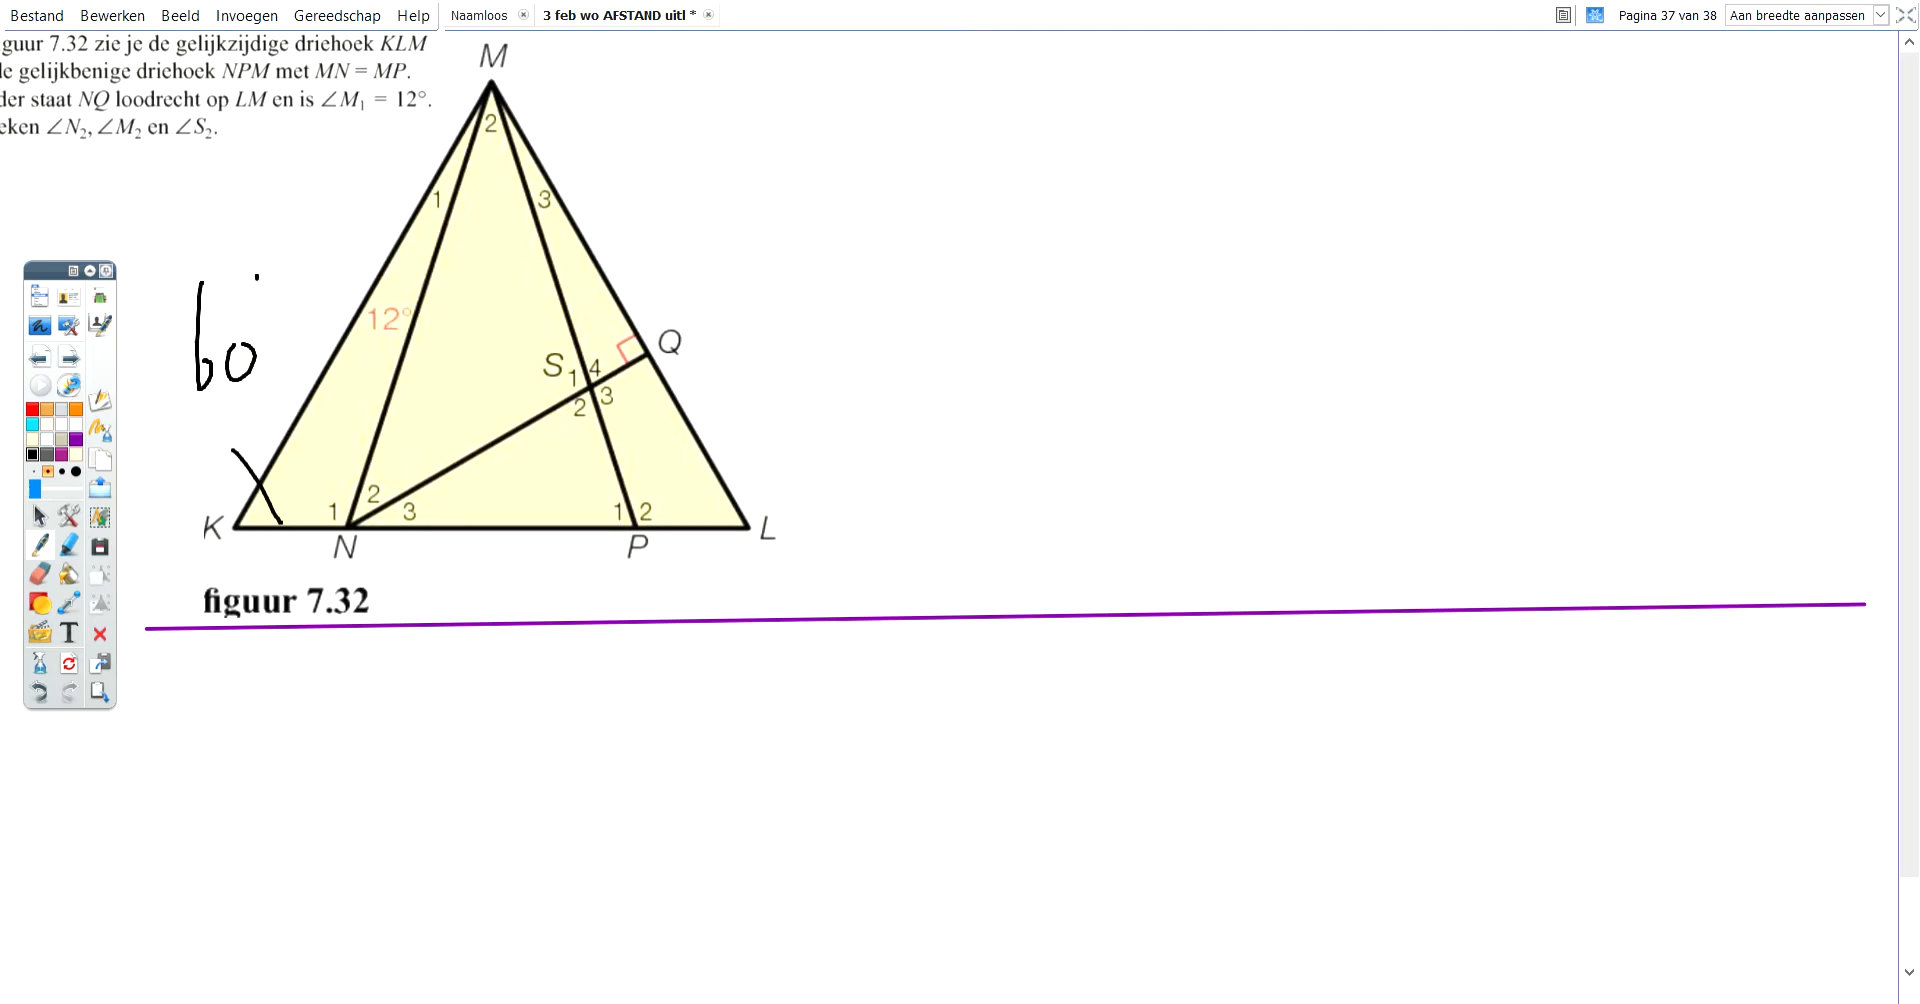 Bestand Bewerken Beeld Invoegen Gereedschap Help Naamloos 3 feb wo AFSTAND uitl * Pagina 37 van 38 Aan breedte aanpassen
guur 7.32 zie je de gelijkzijdige driehoek KLM
de gelijkbenige driehoek NPM met MN = MP.
der staat NQ loodrecht op LM en is ∠M₁ = 12°.
eken ∠N₂, ∠M₂ en ∠S₂.
M
2
1 3
12°
60
Q
S 1 4
2 3
2
1 3 1 2
K L
N P
figuur 7.32
T